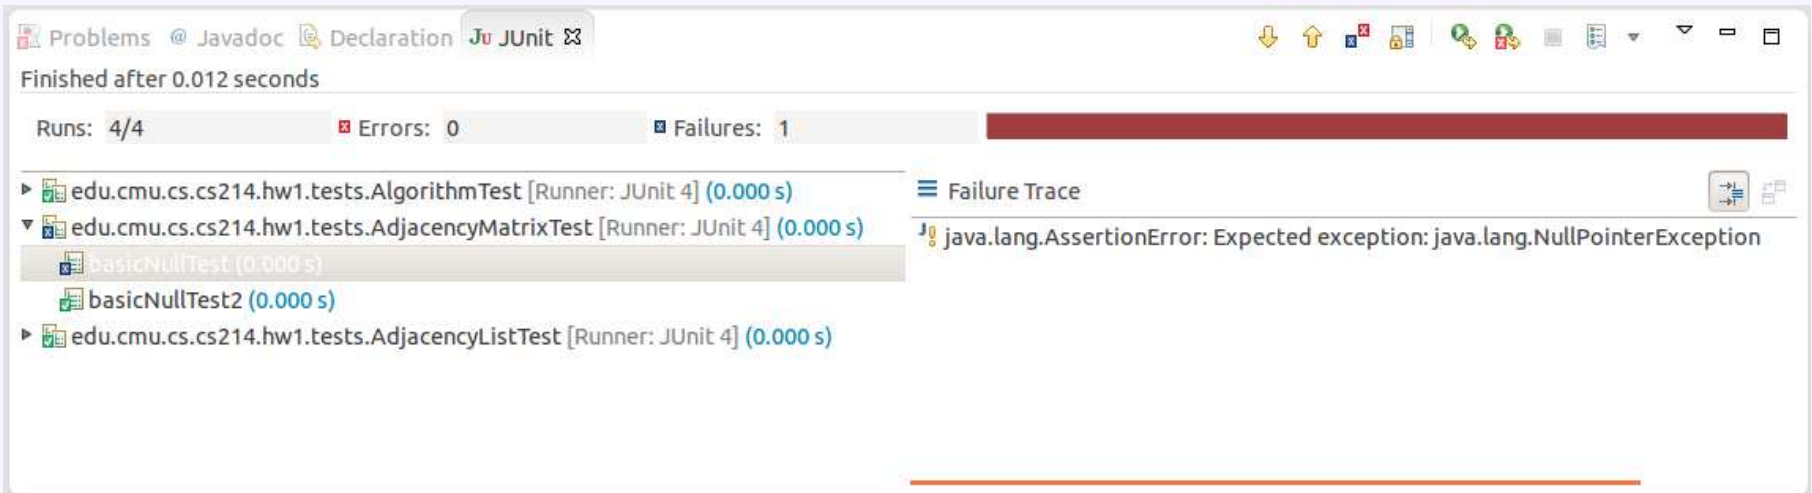 Problems @ Javadoc Declaration JU JUnit
Finished after 0.012 seconds
Runs: 4/4 Errors: 0 Failures: 1
edu.cmu.cs.cs214.hw1.tests.AlgorithmTest [Runner: JUnit 4] (0.000 s)
edu.cmu.cs.cs214.hw1.tests.AdjacencyMatrixTest [Runner: JUnit 4] (0.000 s)
basicNullTest (0.000 s)
basicNullTest2 (0.000 s)
edu.cmu.cs.cs214.hw1.tests.AdjacencyListTest [Runner: JUnit 4] (0.000 s)
Failure Trace
java.lang.AssertionError: Expected exception: java.lang.NullPointerException